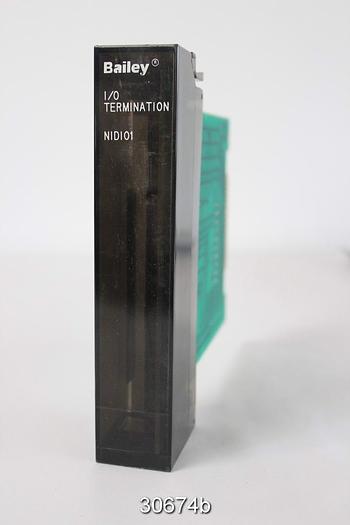 Bailey®
I/O
TERMINATION
NIDI01
30674b